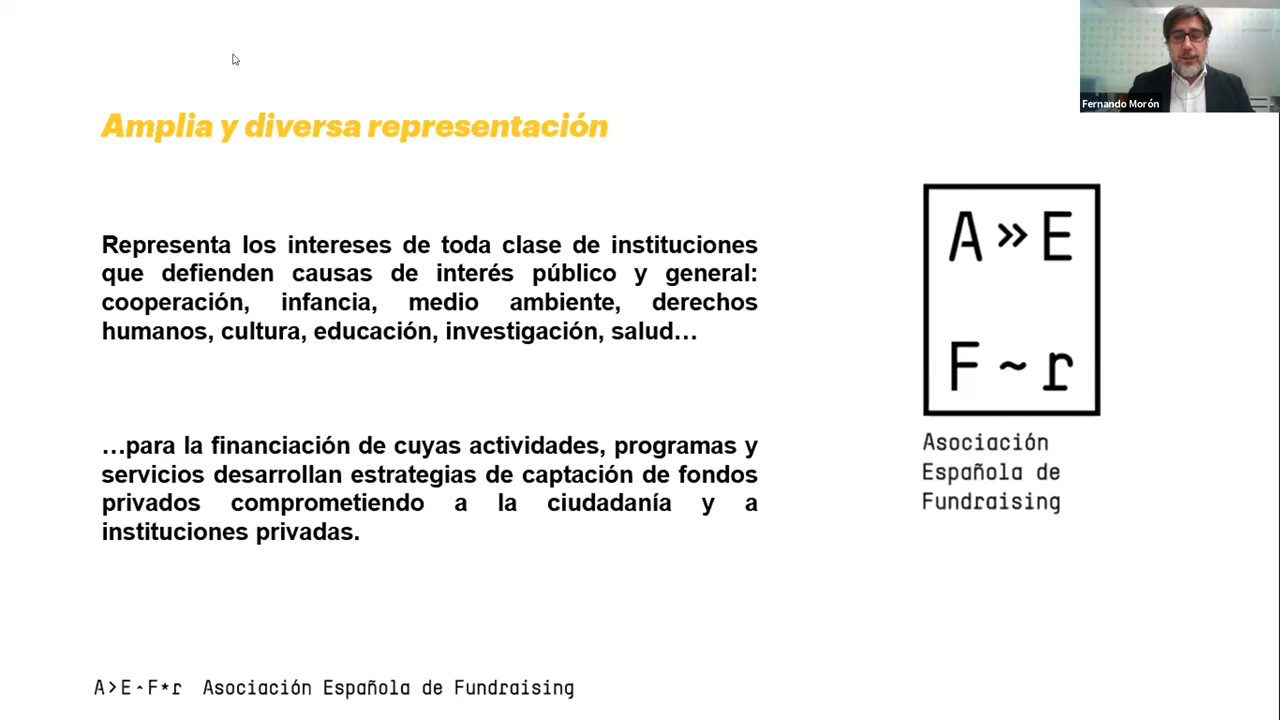 Fernando Morón
Amplia y diversa representación
Representa los intereses de toda clase de instituciones
que defienden causas de interés público y general:
cooperación, infancia, medio ambiente, derechos
humanos, cultura, educación, investigación, salud…
…para la financiación de cuyas actividades, programas y
servicios desarrollan estrategias de captación de fondos
privados comprometiendo a la ciudadanía y a
instituciones privadas.
A»E
F~r
Asociación
Española de
Fundraising
A>E-F*r Asociación Española de Fundraising